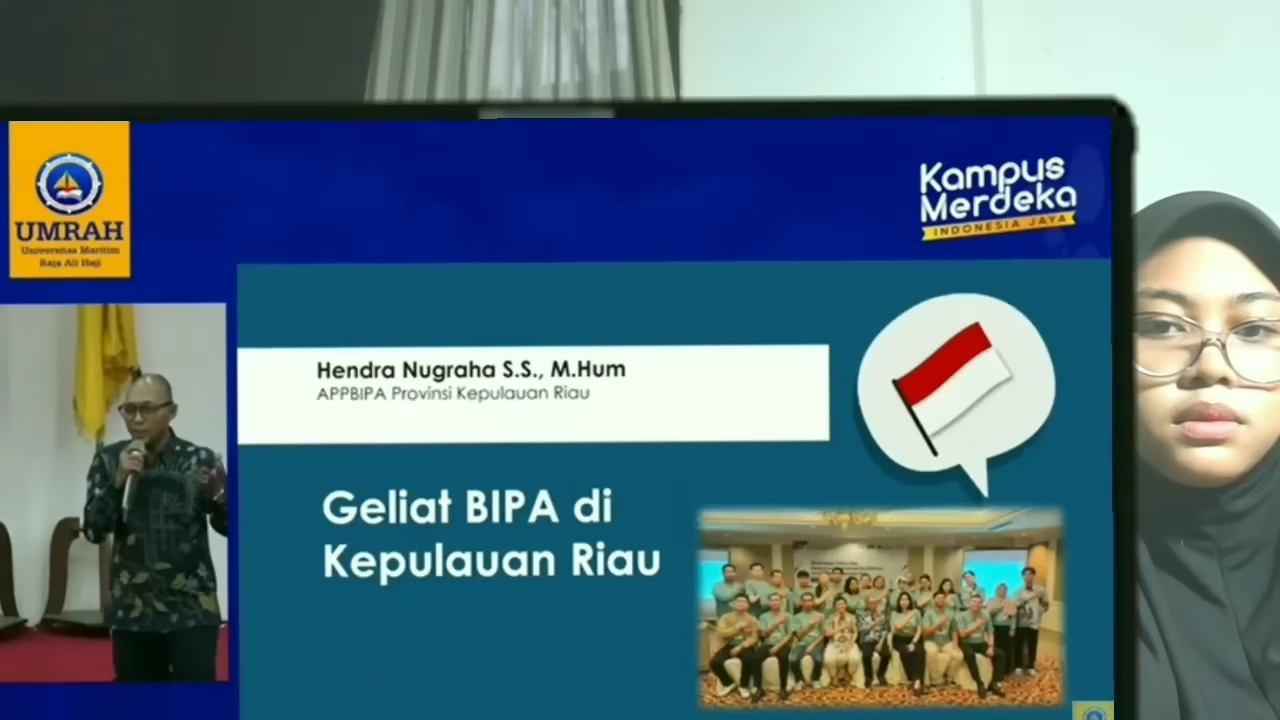 UMRAH
Universitas Maritim
Raja Ali Haji
Kampus
Merdeka
INDONESIA JAYA
Hendra Nugraha S.S., M.Hum
APPBIPA Provinsi Kepulauan Riau
Geliat BIPA di
Kepulauan Riau